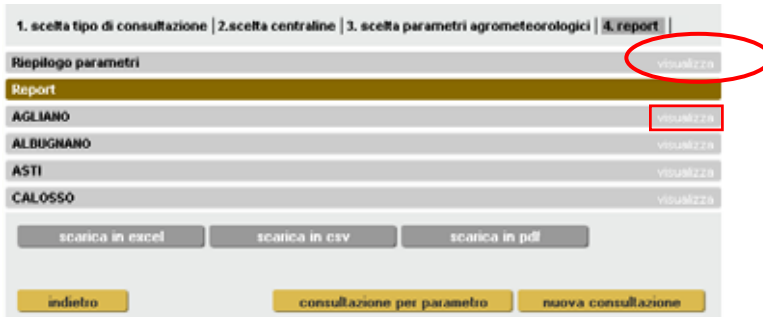 1. scelta tipo di consultazione | 2.scelta centraline | 3. scelta parametri agrometeorologici | 4. report |
Riepilogo parametri visualizza
Report
AGLIANO visualizza
ALBUGNANO visualizza
ASTI visualizza
CALOSSO visualizza
scarica in excel scarica in csv scarica in pdf
indietro consultazione per parametro nuova consultazione